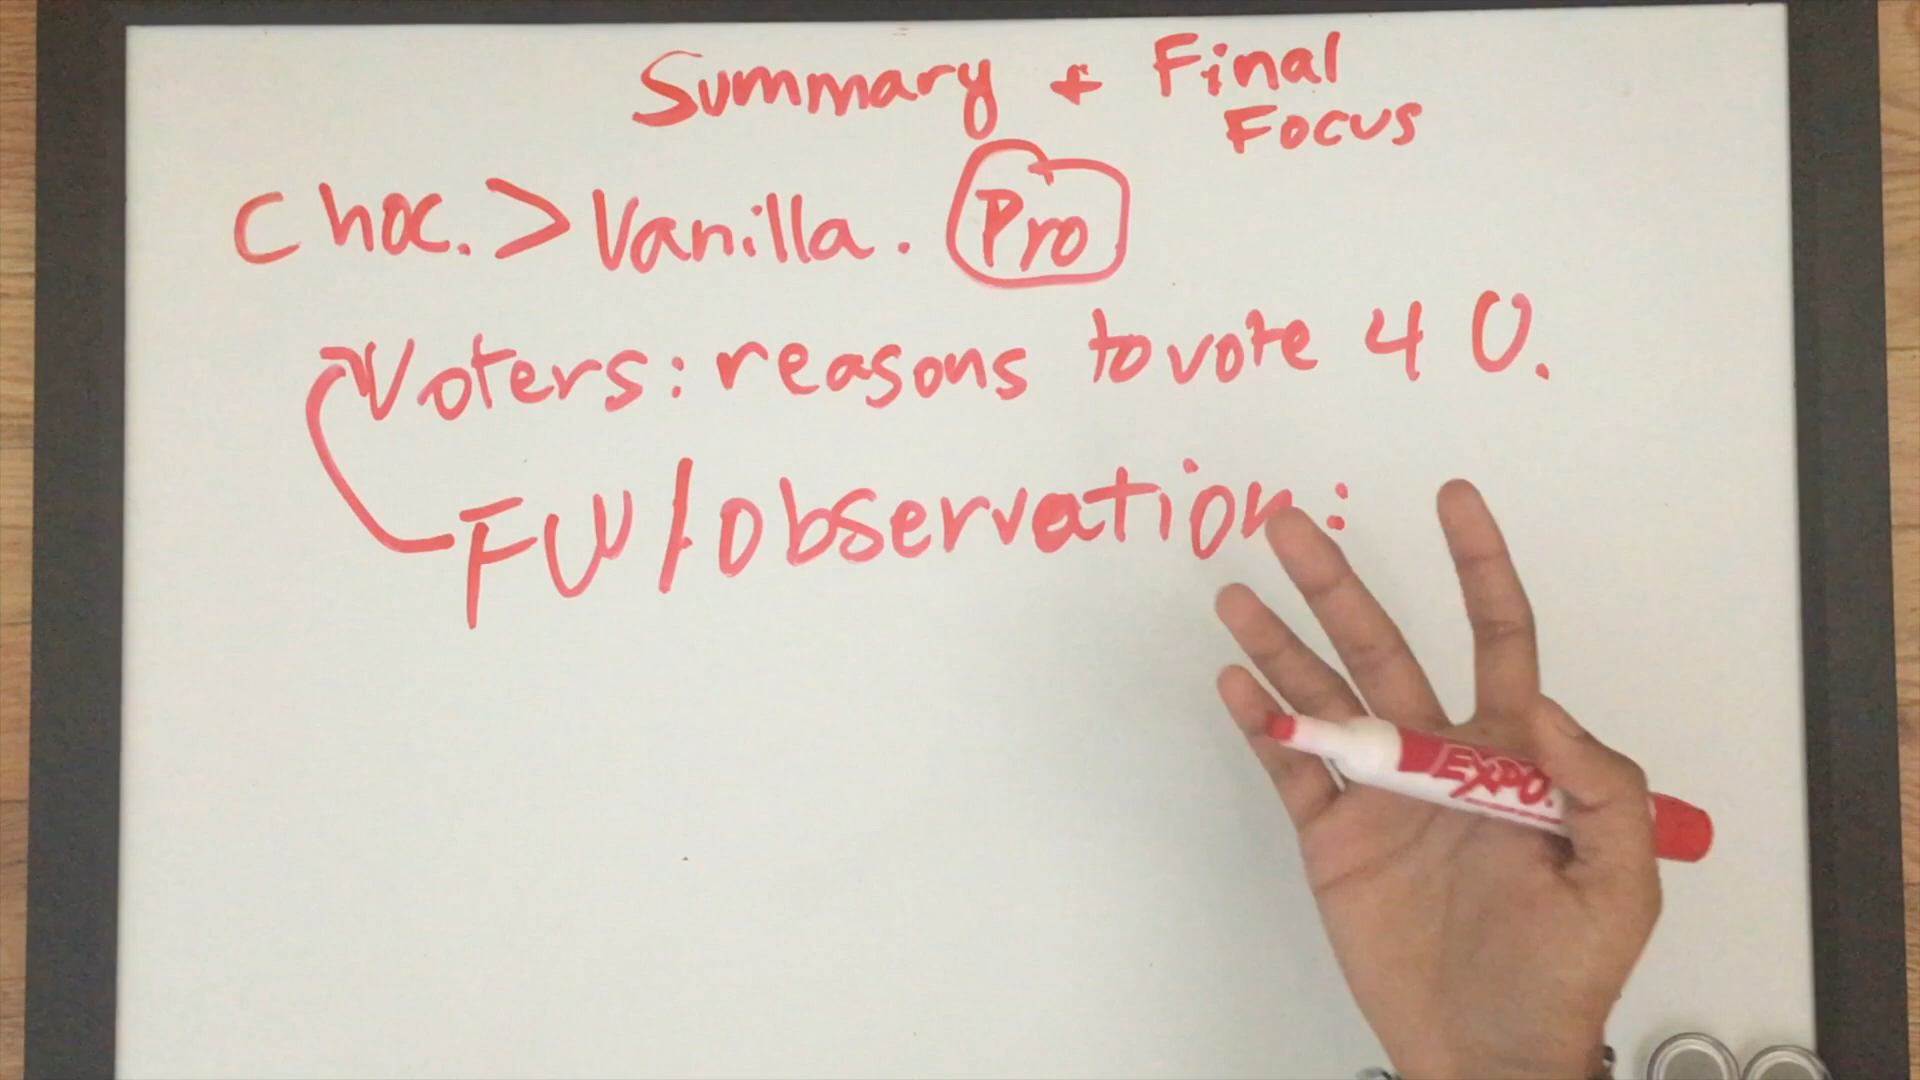 Summary + Final
Focus
Choc. > Vanilla. Pro
Voters: reasons to vote 4 U.
FW/observation:
EXPO.